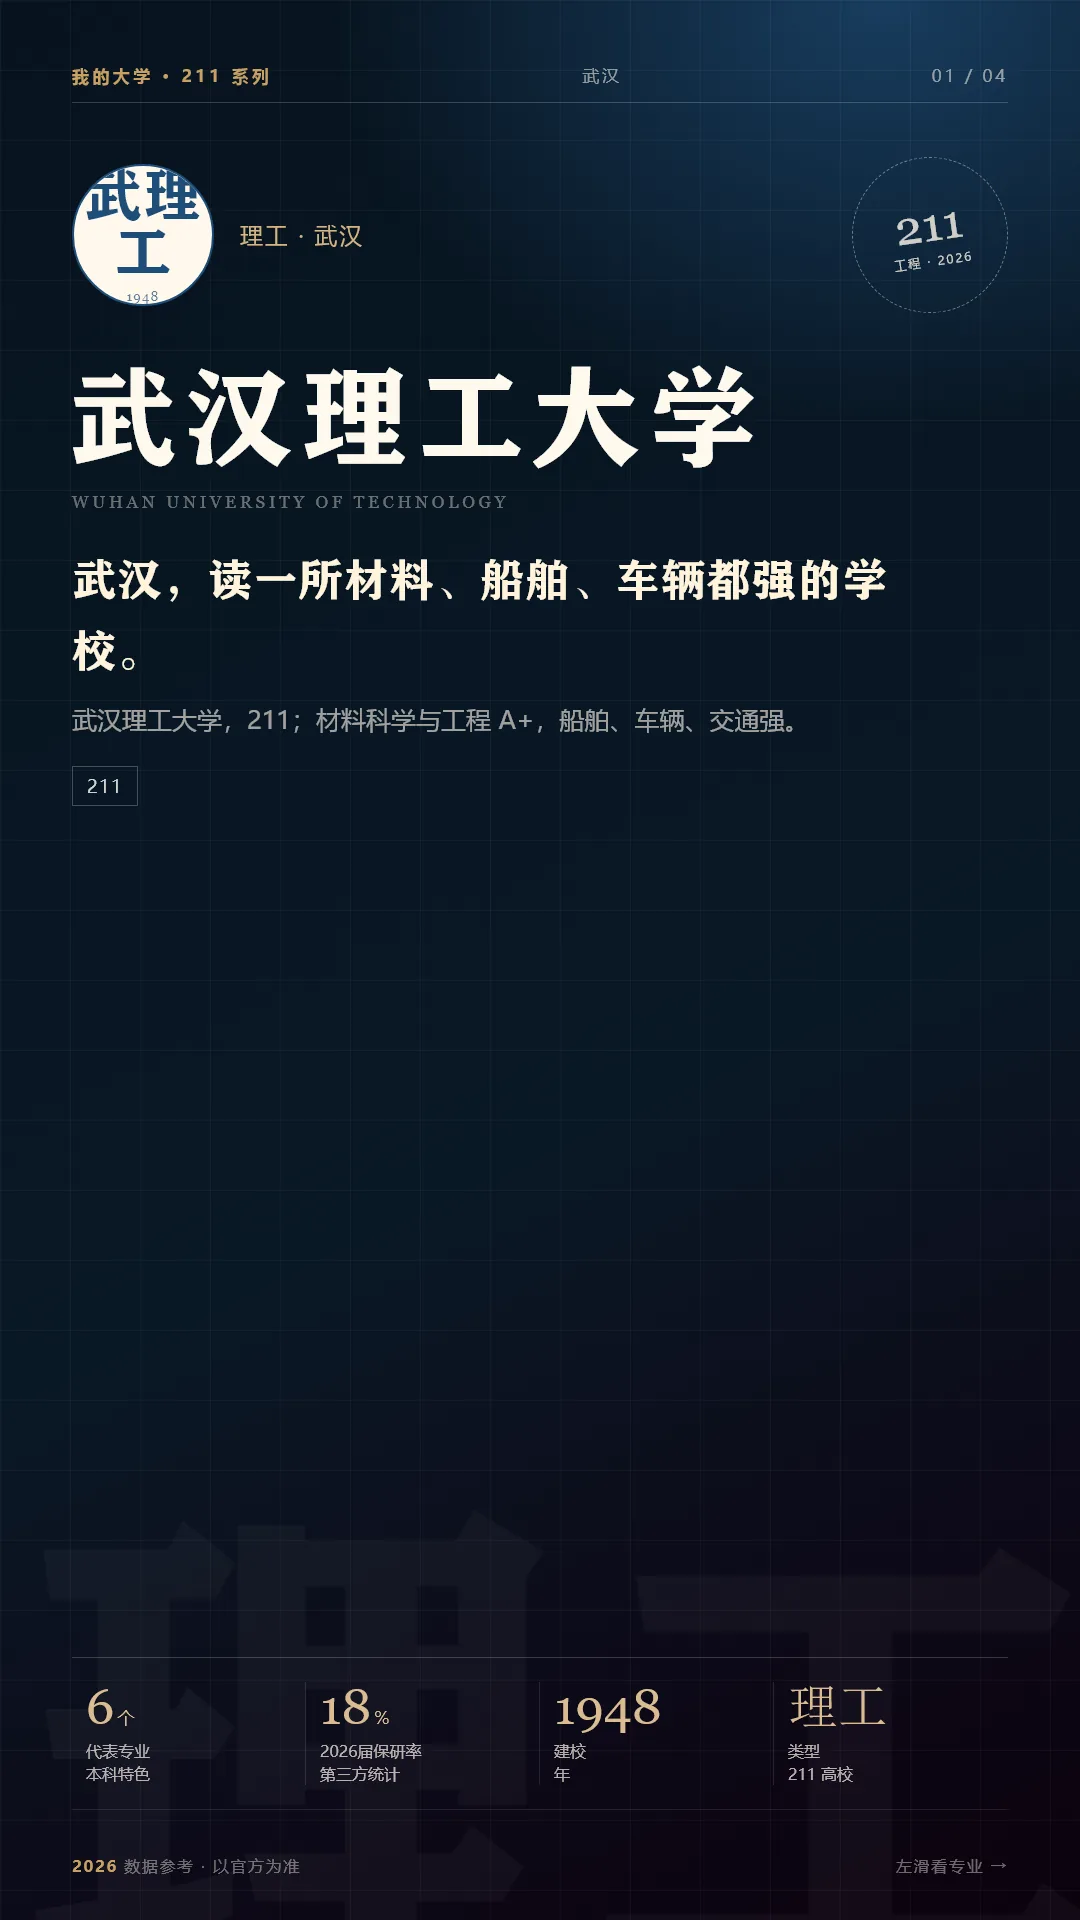 我的大学 · 211 系列
武汉
01 / 04
武理
工
1948
理工 · 武汉
211
工程 · 2026
武汉理工大学
WUHAN UNIVERSITY OF TECHNOLOGY
武汉，读一所材料、船舶、车辆都强的学
校。
武汉理工大学，211；材料科学与工程 A+，船舶、车辆、交通强。
211
理工
6个
代表专业
本科特色
18%
2026届保研率
第三方统计
1948
建校
年
理工
类型
211 高校
2026 数据参考 · 以官方为准
左滑看专业 →